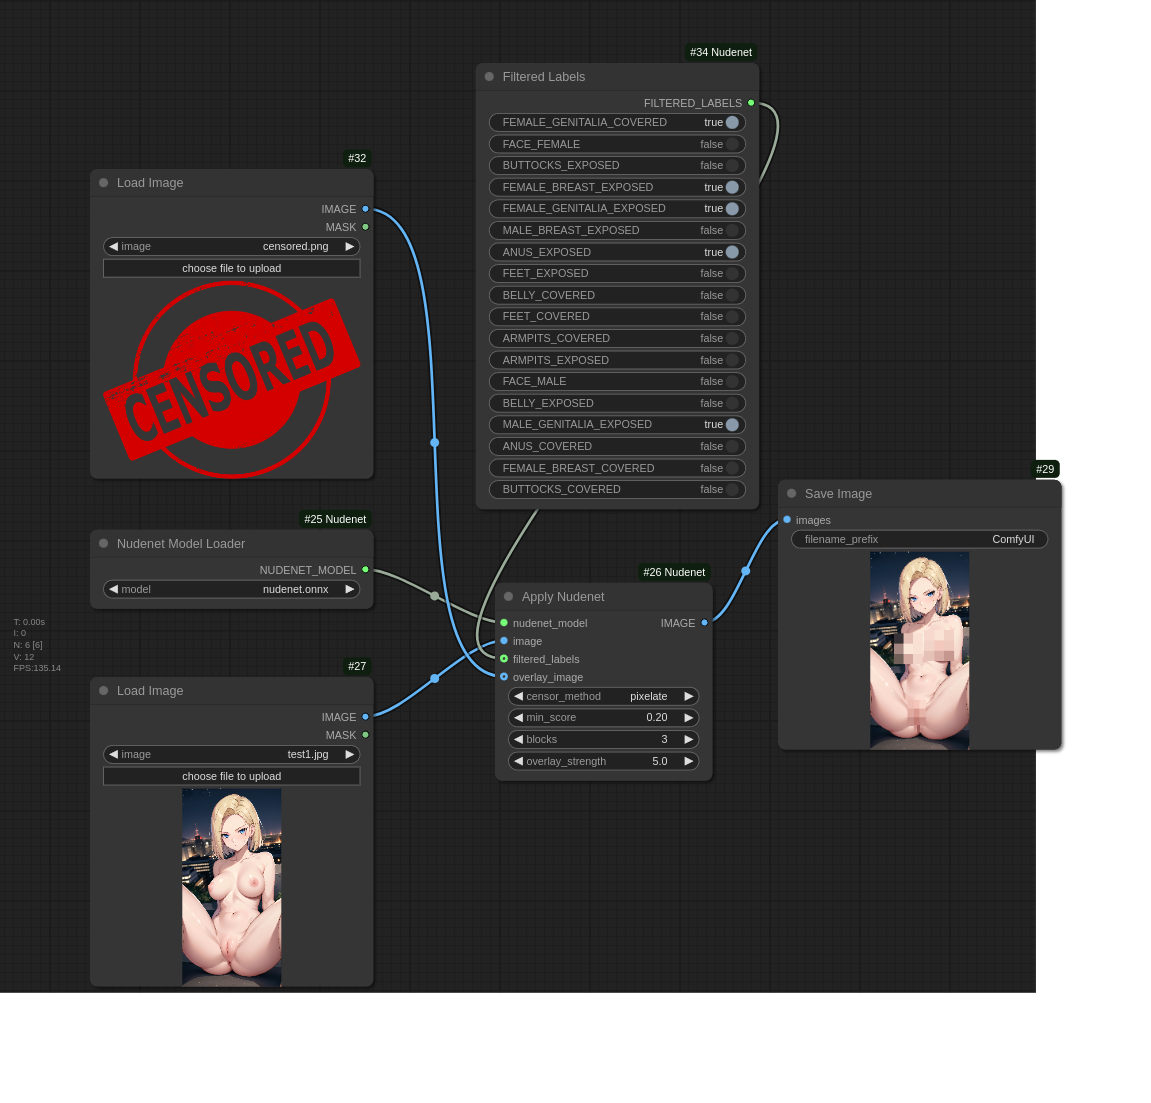 #34 Nudenet
Filtered Labels
FILTERED_LABELS
FEMALE_GENITALIA_COVERED true
FACE_FEMALE false
BUTTOCKS_EXPOSED false
FEMALE_BREAST_EXPOSED true
FEMALE_GENITALIA_EXPOSED true
MALE_BREAST_EXPOSED false
ANUS_EXPOSED true
FEET_EXPOSED false
BELLY_COVERED false
FEET_COVERED false
ARMPITS_COVERED false
ARMPITS_EXPOSED false
FACE_MALE false
BELLY_EXPOSED false
MALE_GENITALIA_EXPOSED true
ANUS_COVERED false
FEMALE_BREAST_COVERED false
BUTTOCKS_COVERED false
#32
Load Image
IMAGE
MASK
image censored.png
choose file to upload
CENSORED
#25 Nudenet
Nudenet Model Loader
NUDENET_MODEL
model nudenet.onnx
T: 0.00s
I: 0
N: 6 [6]
V: 12
FPS:135.14
#27
Load Image
IMAGE
MASK
image test1.jpg
choose file to upload
#26 Nudenet
Apply Nudenet
nudenet_model IMAGE
image
filtered_labels
overlay_image
censor_method pixelate
min_score 0.20
blocks 3
overlay_strength 5.0
#29
Save Image
images
filename_prefix ComfyUI